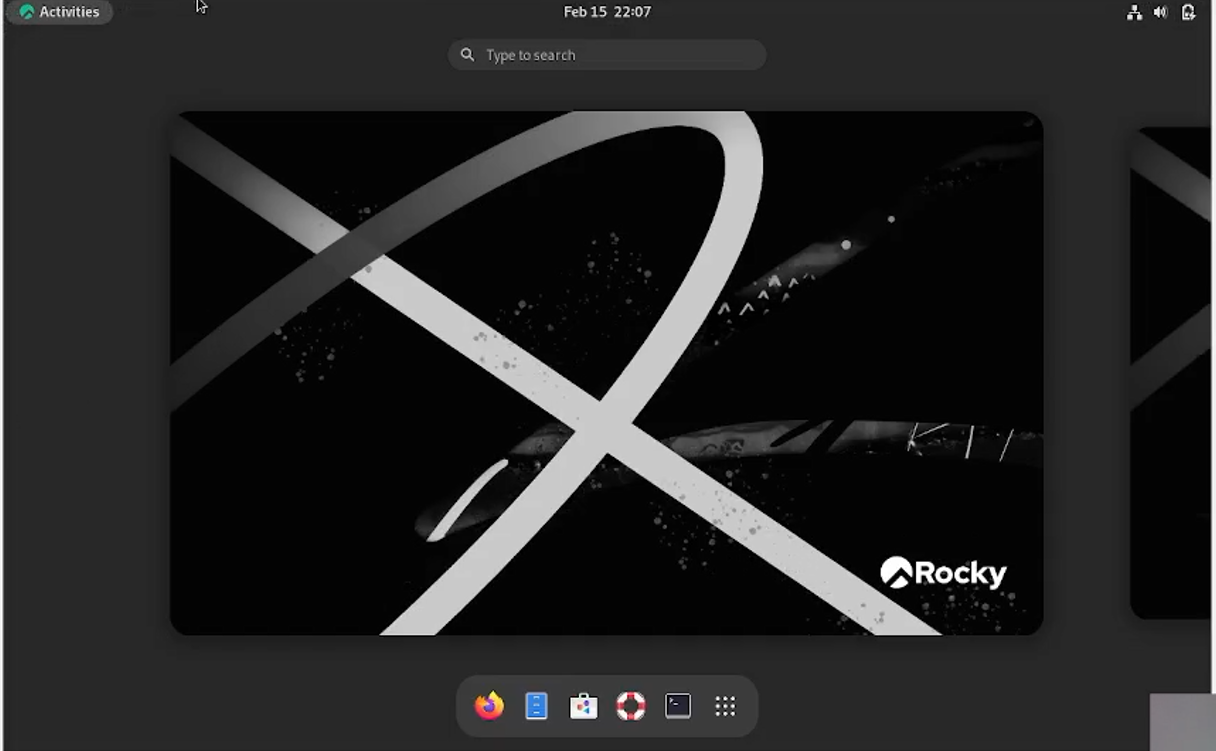 Activities
Feb 15 22:07
Type to search
Rocky